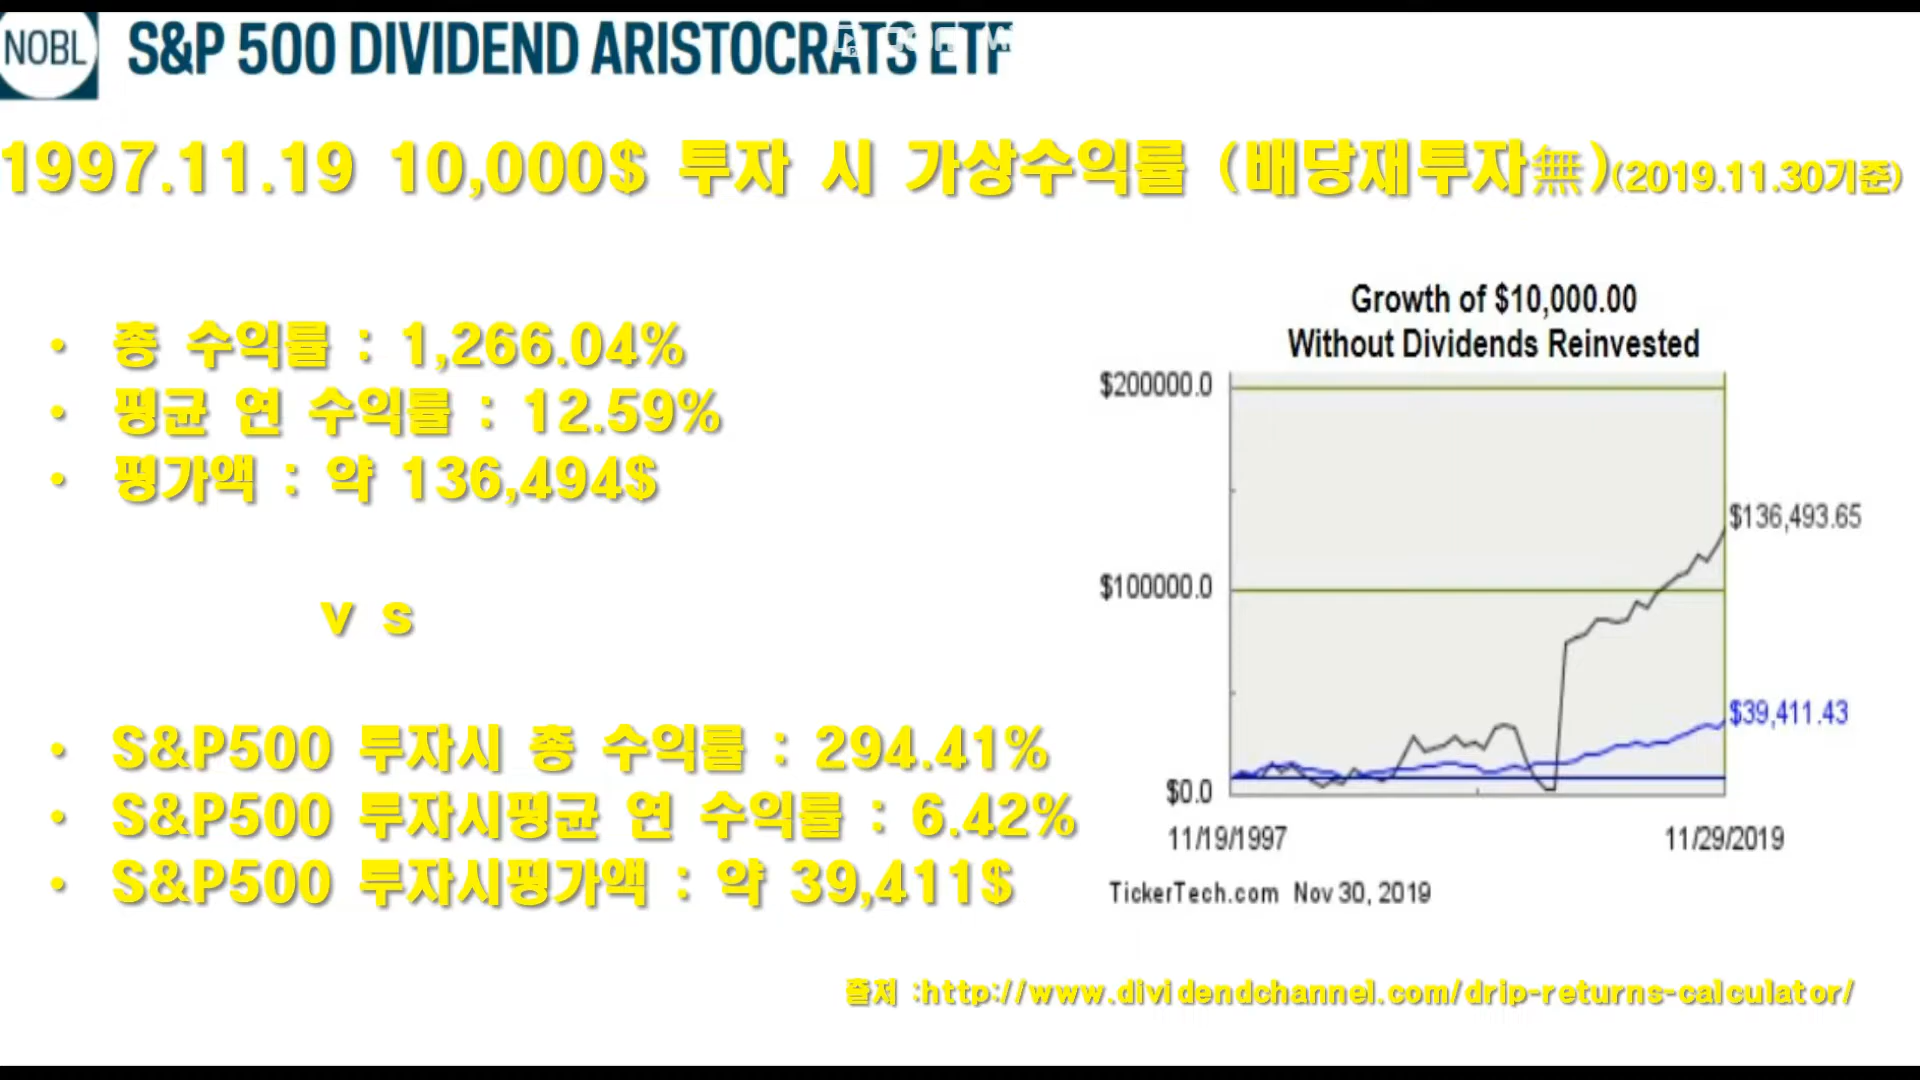 NOBL S&P 500 DIVIDEND ARISTOCRATS ETF
1997.11.19 10,000$ 투자 시 가상수익률 (배당재투자無)(2019.11.30기준)
• 총 수익률 : 1,266.04%
• 평균 연 수익률 : 12.59%
• 평가액 : 약 136,494$
v s
• S&P500 투자시 총 수익률 : 294.41%
• S&P500 투자시평균 연 수익률 : 6.42%
• S&P500 투자시평가액 : 약 39,411$
Growth of $10,000.00
Without Dividends Reinvested
$200000.0
$136,493.65
$100000.0
$39,411.43
$0.0
11/19/1997 11/29/2019
TickerTech.com Nov 30, 2019
출처 :http://www.dividendchannel.com/drip-returns-calculator/